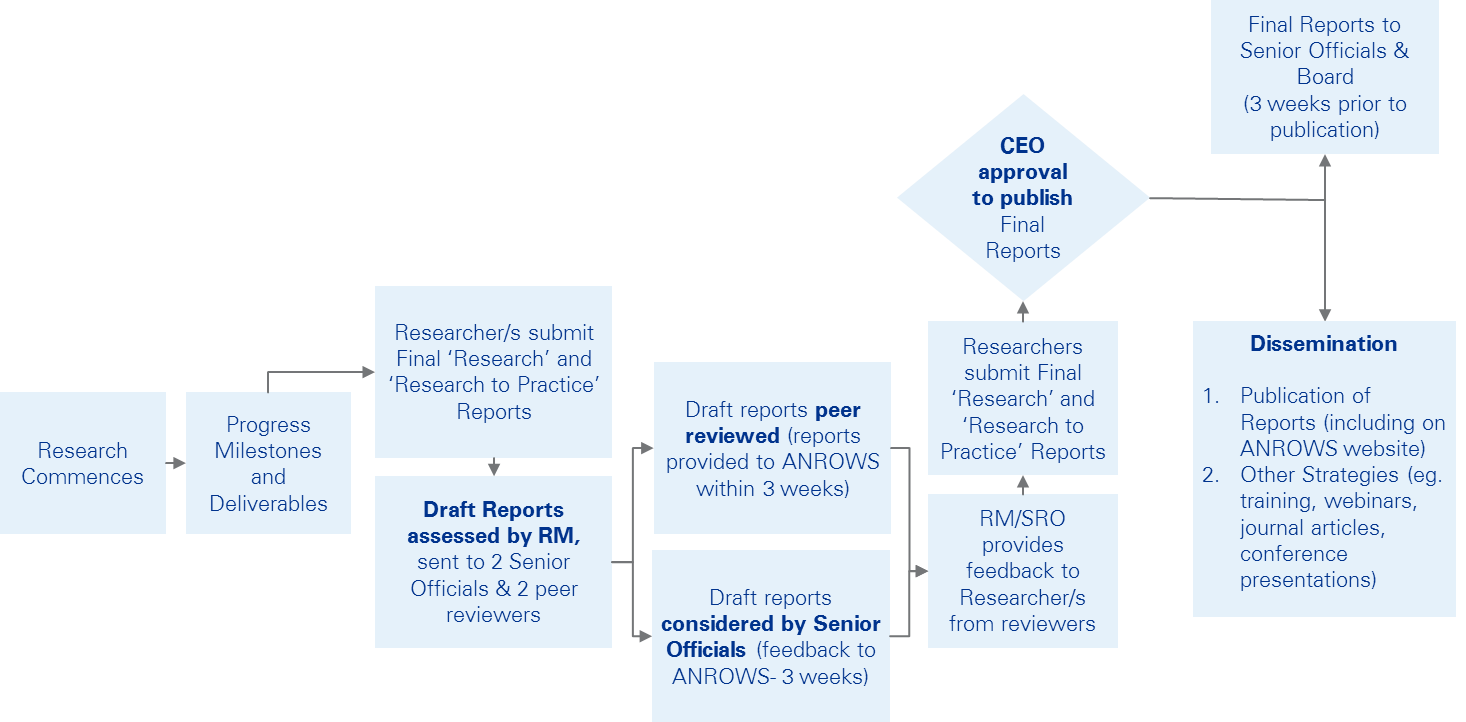 Research
Commences
Progress
Milestones
and
Deliverables
Researcher/s submit
Final ‘Research’ and
‘Research to Practice’
Reports
Draft Reports
assessed by RM,
sent to 2 Senior
Officials & 2 peer
reviewers
Draft reports peer
reviewed (reports
provided to ANROWS
within 3 weeks)
Draft reports
considered by Senior
Officials (feedback to
ANROWS- 3 weeks)
RM/SRO
provides
feedback to
Researcher/s
from reviewers
Researchers
submit Final
‘Research’ and
‘Research to
Practice’ Reports
CEO
approval
to publish
Final
Reports
Final Reports to
Senior Officials &
Board
(3 weeks prior to
publication)
Dissemination
1. Publication of
Reports (including on
ANROWS website)
2. Other Strategies (eg.
training, webinars,
journal articles,
conference
presentations)